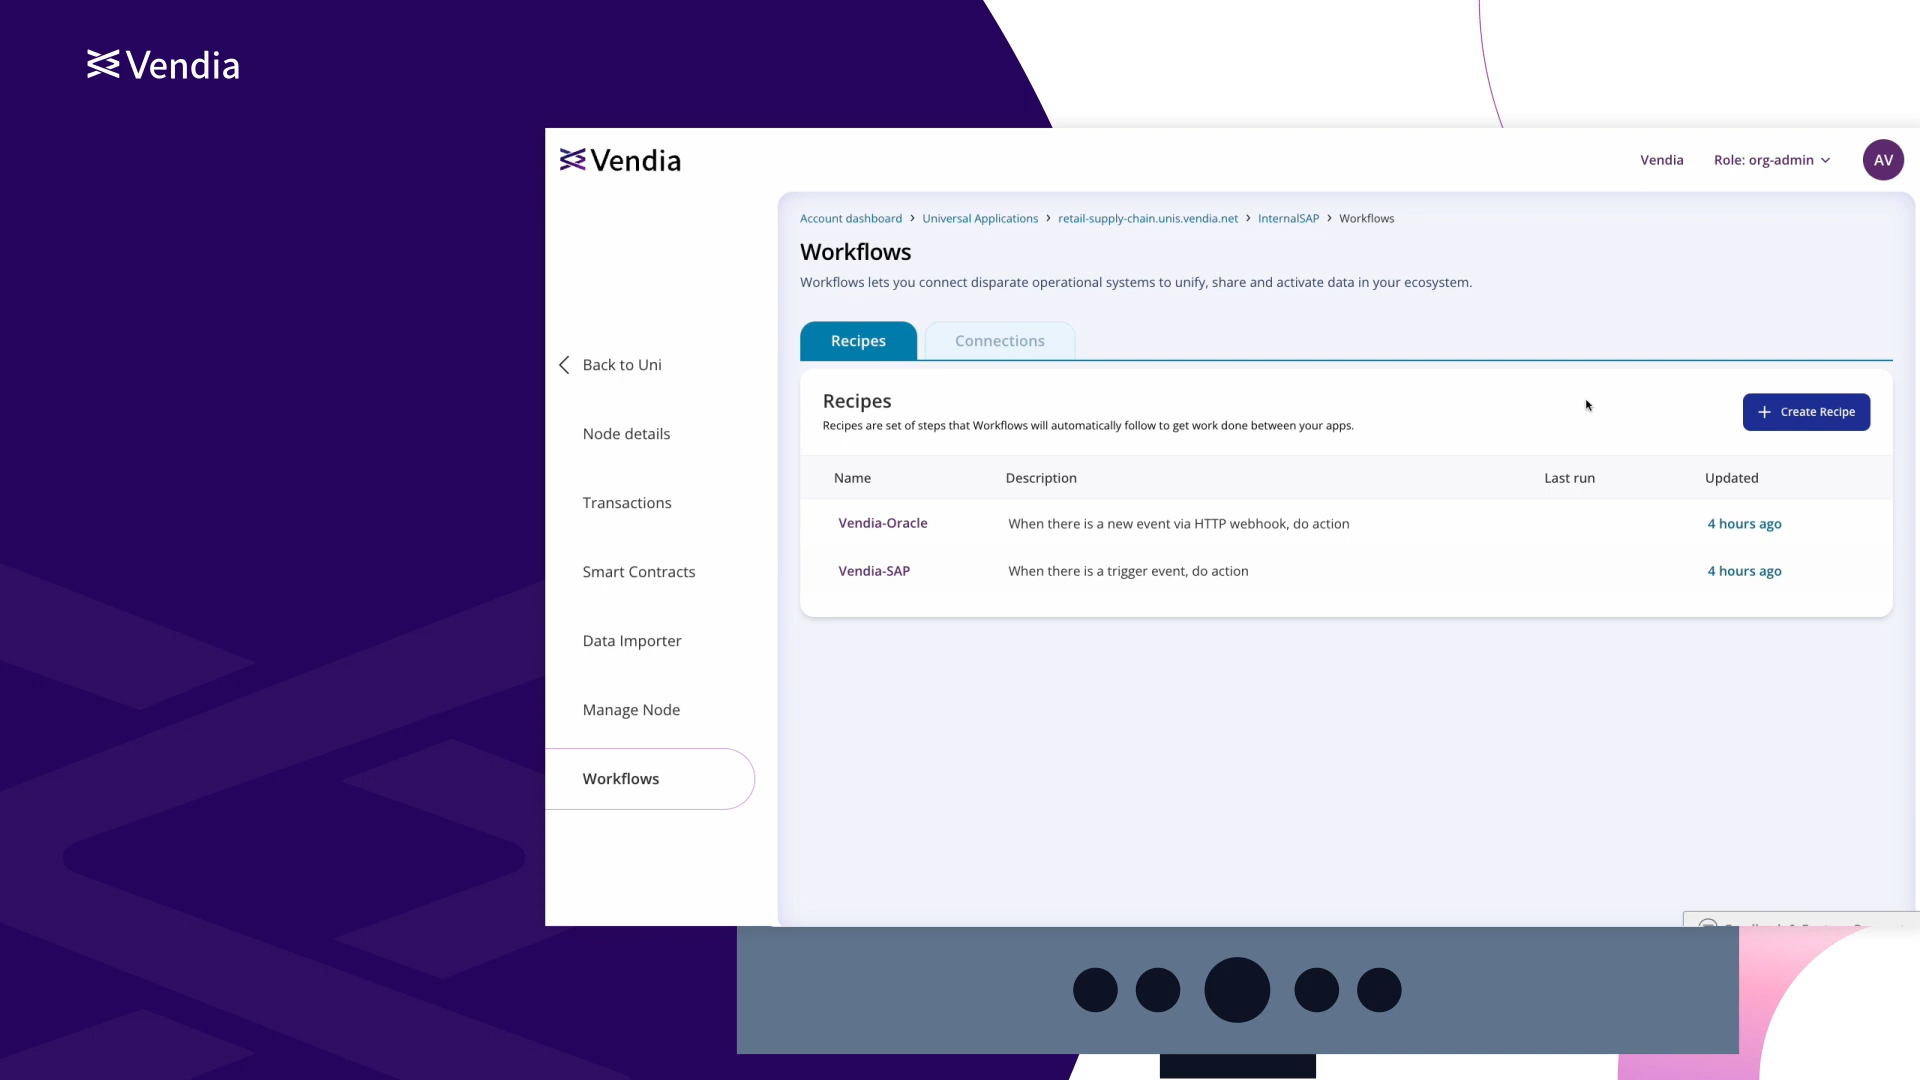 Vendia
Vendia
Vendia
Role: org-admin
AV
Account dashboard > Universal Applications > retail-supply-chain.unis.vendia.net > InternalSAP > Workflows
Workflows
Workflows lets you connect disparate operational systems to unify, share and activate data in your ecosystem.
Recipes
Connections
Back to Uni
Node details
Transactions
Smart Contracts
Data Importer
Manage Node
Workflows
Recipes
Recipes are set of steps that Workflows will automatically follow to get work done between your apps.
+ Create Recipe
Name Description Last run Updated
Vendia-Oracle When there is a new event via HTTP webhook, do action 4 hours ago
Vendia-SAP When there is a trigger event, do action 4 hours ago